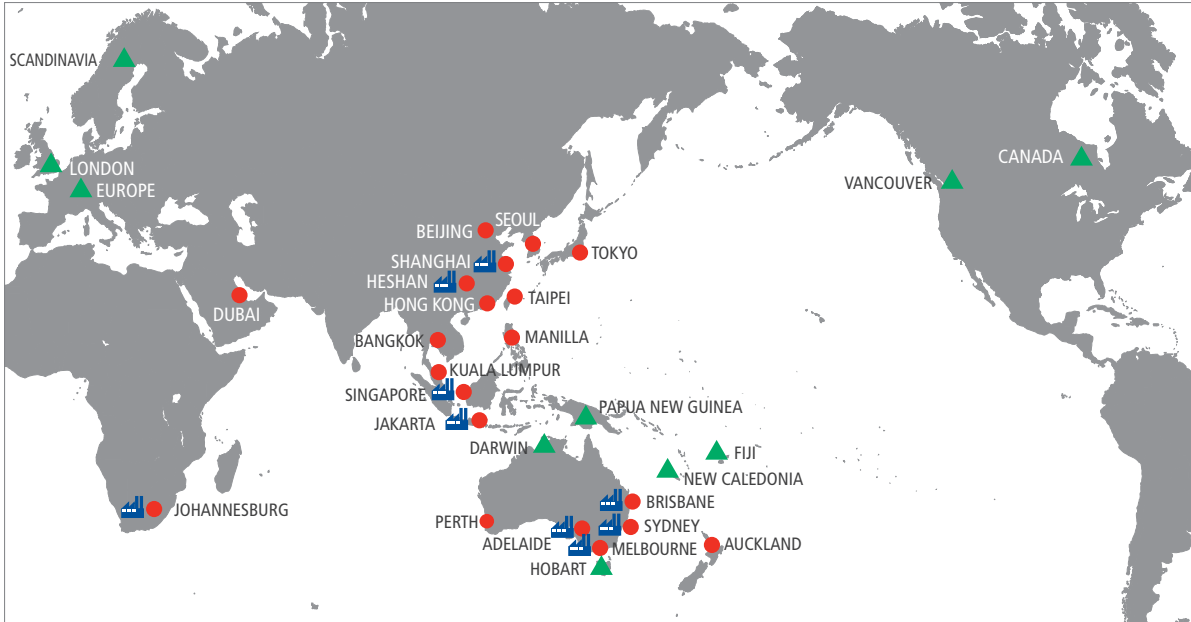 SCANDINAVIA
LONDON
EUROPE
CANADA
VANCOUVER
SEOUL
BEIJING
TOKYO
SHANGHAI
HESHAN
HONG KONG
TAIPEI
DUBAI
BANGKOK
MANILLA
KUALA LUMPUR
SINGAPORE
PAPUA NEW GUINEA
JAKARTA
DARWIN
FIJI
NEW CALEDONIA
BRISBANE
JOHANNESBURG
PERTH
SYDNEY
ADELAIDE
MELBOURNE
AUCKLAND
HOBART